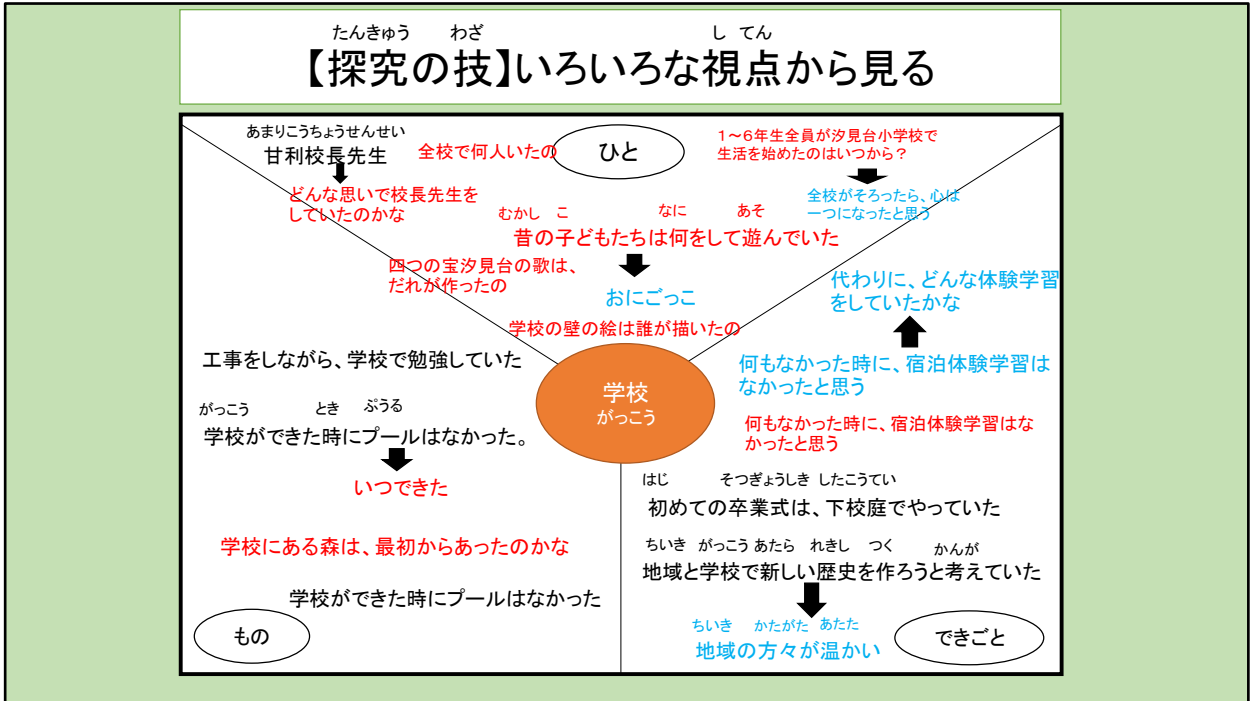 たんきゅう わざ し てん
【探究の技】いろいろな視点から見る
ひと
あまりこうちょうせんせい
甘利校長先生
どんな思いで校長先生を
していたのかな
全校で何人いたの
1～6年生全員が汐見台小学校で
生活を始めたのはいつから？
全校がそろったら、心は
一つになったと思う
むかし こ なに あそ
昔の子どもたちは何をして遊んでいた
おにごっこ
四つの宝汐見台の歌は、
だれが作ったの
学校の壁の絵は誰が描いたの
学校
がっこう
工事をしながら、学校で勉強していた
がっこう とき ぷうる
学校ができた時にプールはなかった。
いつできた
学校にある森は、最初からあったのかな
学校ができた時にプールはなかった
もの
代わりに、どんな体験学習
をしていたかな
何もなかった時に、宿泊体験学習は
なかったと思う
何もなかった時に、宿泊体験学習はな
かったと思う
はじ そつぎょうしき したこうてい
初めての卒業式は、下校庭でやっていた
ちいき がっこう あたら れきし つく かんが
地域と学校で新しい歴史を作ろうと考えていた
ちいき かたがた あたた
地域の方々が温かい
できごと